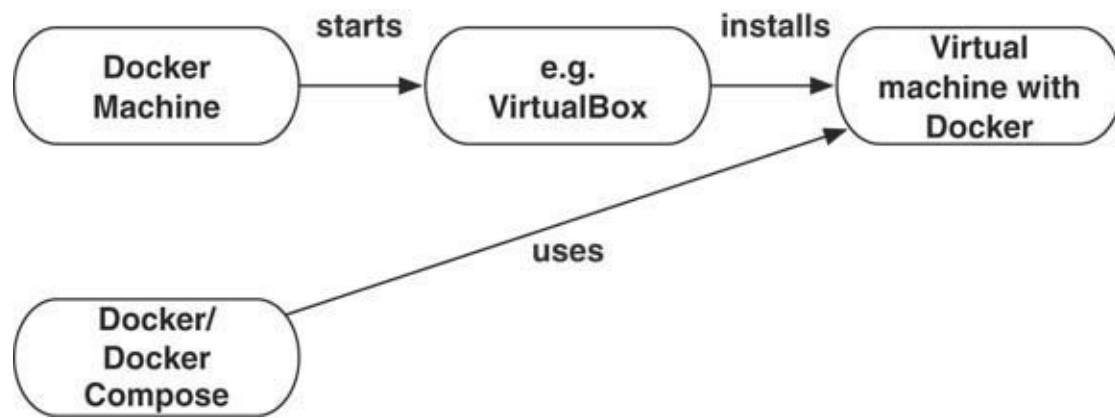 starts
installs
Docker
Machine
e.g.
VirtualBox
Virtual
machine with
Docker
uses
Docker/
Docker
Compose